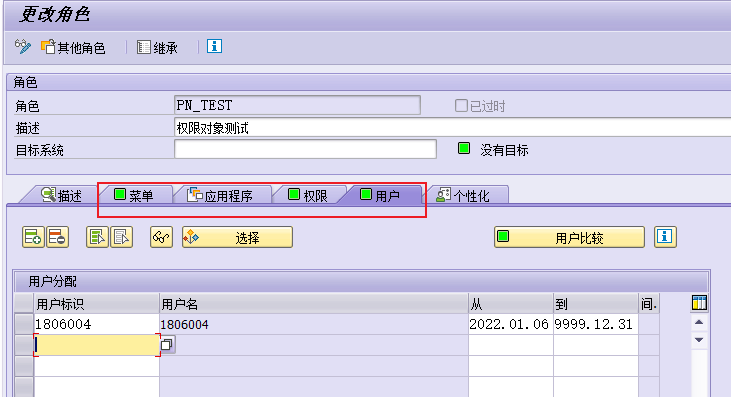 更改角色
其他角色 继承
角色
角色 PN_TEST 已过时
描述 权限对象测试
目标系统 没有目标
描述 菜单 应用程序 权限 用户 个性化
选择 用户比较
用户分配
用户标识 用户名 从 到 间.
1806004 1806004 2022.01.06 9999.12.31